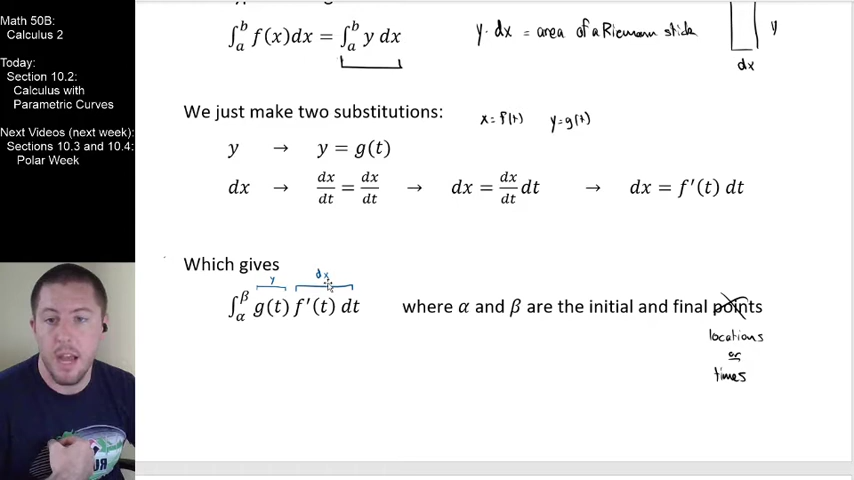 Math 50B:
Calculus 2
Today:
Section 10.2:
Calculus with
Parametric Curves
Next Videos (next week):
Sections 10.3 and 10.4:
Polar Week
∫ₐᵇ f(x)dx = ∫ₐᵇ y dx
y·dx = area of a Riemann stick
y
dx
We just make two substitutions:
x=f(t) y=g(t)
y → y = g(t)
dx → dx/dt = dx/dt → dx = dx/dt dt → dx = f′(t) dt
Which gives
y dx
∫_α^β g(t) f′(t) dt where α and β are the initial and final points
locations
or
times